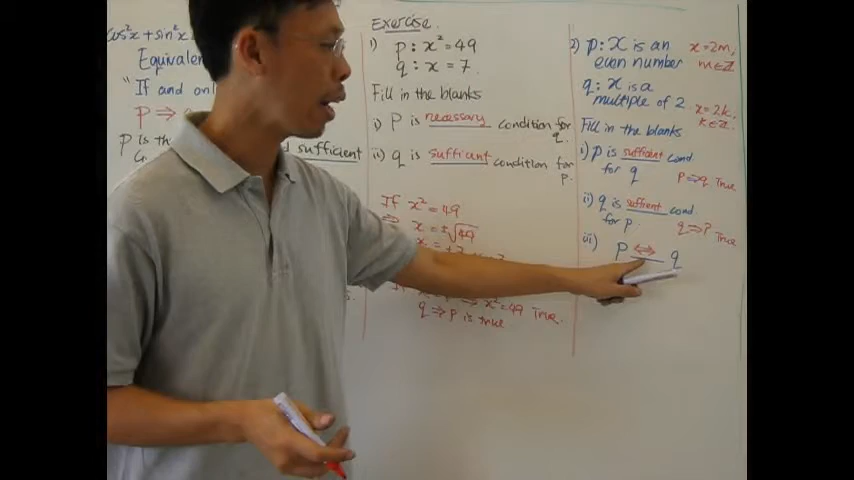 cos²x + sin²x
Equivalen
"If and onl
P ⇒
P is th
sufficient
Exercise.
1) p : x² = 49
q : x = 7.
Fill in the blanks
i) P is necessary condition for
q.
ii) q is sufficient condition for
p.
If x² = 49
⇒ x = ±√49
x² = 49 True.
q ⇒ p is true
2) p : x is an
even number
x = 2m,
m ∈ Z
q : x is a
multiple of 2
x = 2k,
k ∈ Z.
Fill in the blanks
i) p is sufficient cond
for q
p ⇒ q True
ii) q is suffient cond.
for p.
q ⇒ p True
iii) p ⇔ q